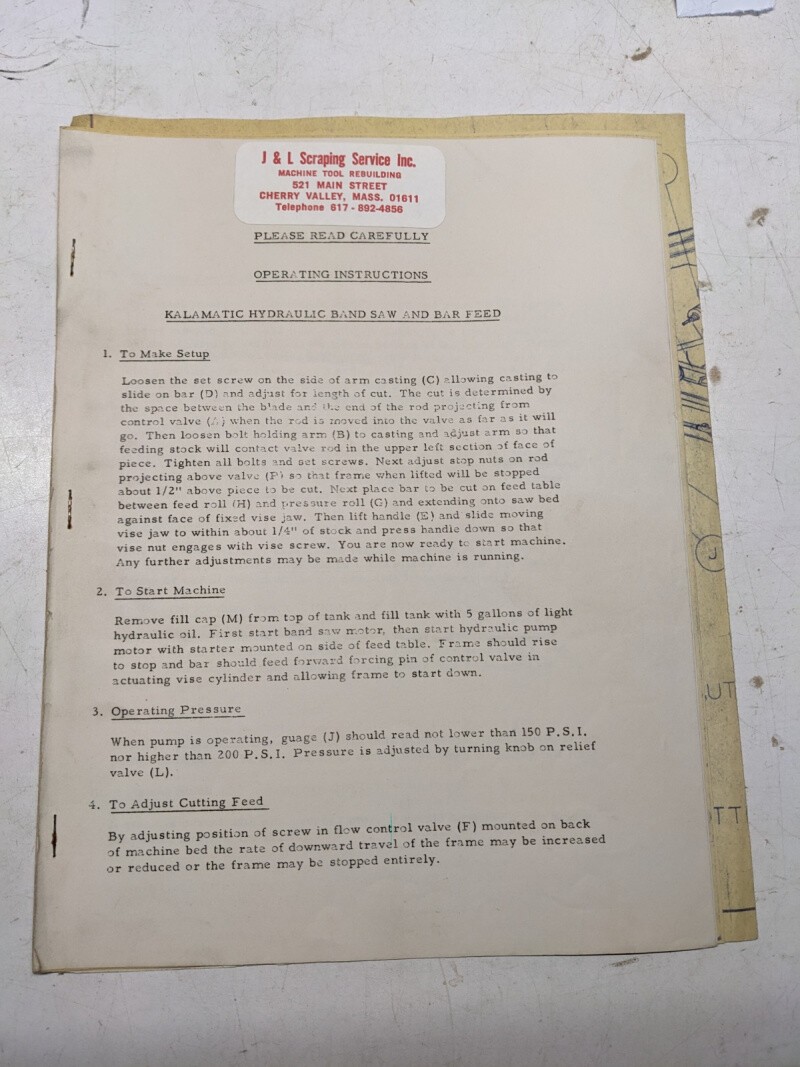 J & L Scraping Service Inc.
MACHINE TOOL REBUILDING
521 MAIN STREET
CHERRY VALLEY, MASS. 01611
Telephone 617 - 892-4856
PLEASE READ CAREFULLY
OPERATING INSTRUCTIONS
KALAMATIC HYDRAULIC BAND SAW AND BAR FEED
1. To Make Setup
Loosen the set screw on the side of arm casting (C) allowing casting to
slide on bar (D) and adjust for length of cut. The cut is determined by
the space between the blade and the end of the rod projecting from
control valve (A) when the rod is moved into the valve as far as it will
go. Then loosen bolt holding arm (B) to casting and adjust arm so that
feeding stock will contact valve rod in the upper left section of face of
piece. Tighten all bolts and set screws. Next adjust stop nuts on rod
projecting above valve (P) so that frame when lifted will be stopped
about 1/2" above piece to be cut. Next place bar to be cut on feed table
between feed roll (H) and pressure roll (G) and extending onto saw bed
against face of fixed vise jaw. Then lift handle (E) and slide moving
vise jaw to within about 1/4" of stock and press handle down so that
vise nut engages with vise screw. You are now ready to start machine.
Any further adjustments may be made while machine is running.
2. To Start Machine
Remove fill cap (M) from top of tank and fill tank with 5 gallons of light
hydraulic oil. First start band saw motor, then start hydraulic pump
motor with starter mounted on side of feed table. Frame should rise
to stop and bar should feed forward forcing pin of control valve in
actuating vise cylinder and allowing frame to start down.
3. Operating Pressure
When pump is operating, guage (J) should read not lower than 150 P.S.I.
nor higher than 200 P.S.I. Pressure is adjusted by turning knob on relief
valve (L).
4. To Adjust Cutting Feed
By adjusting position of screw in flow control valve (F) mounted on back
of machine bed the rate of downward travel of the frame may be increased
or reduced or the frame may be stopped entirely.
UT
TT